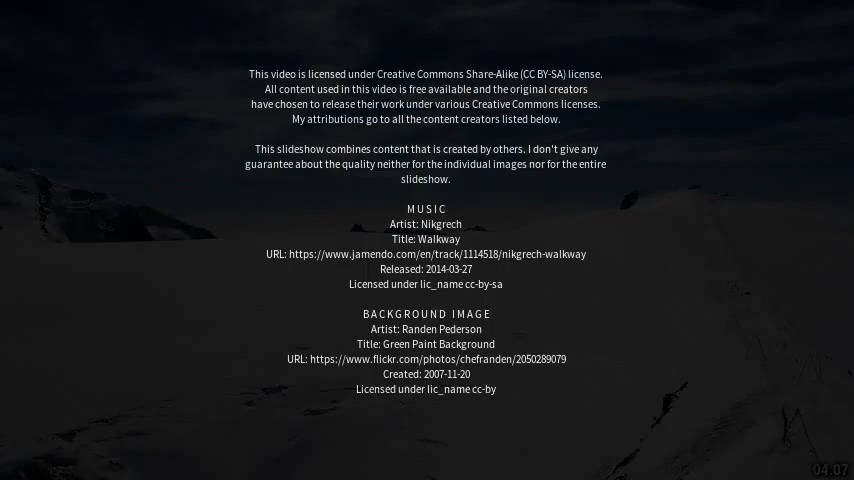 This video is licensed under Creative Commons Share-Alike (CC BY-SA) license.
All content used in this video is free available and the original creators
have chosen to release their work under various Creative Commons licenses.
My attributions go to all the content creators listed below.
This slideshow combines content that is created by others. I don't give any
guarantee about the quality neither for the individual images nor for the entire
slideshow.
MUSIC
Artist: Nikgrech
Title: Walkway
URL: https://www.jamendo.com/en/track/1114518/nikgrech-walkway
Released: 2014-03-27
Licensed under lic_name cc-by-sa
BACKGROUND IMAGE
Artist: Randen Pederson
Title: Green Paint Background
URL: https://www.flickr.com/photos/chefranden/2050289079
Created: 2007-11-20
Licensed under lic_name cc-by
04.07